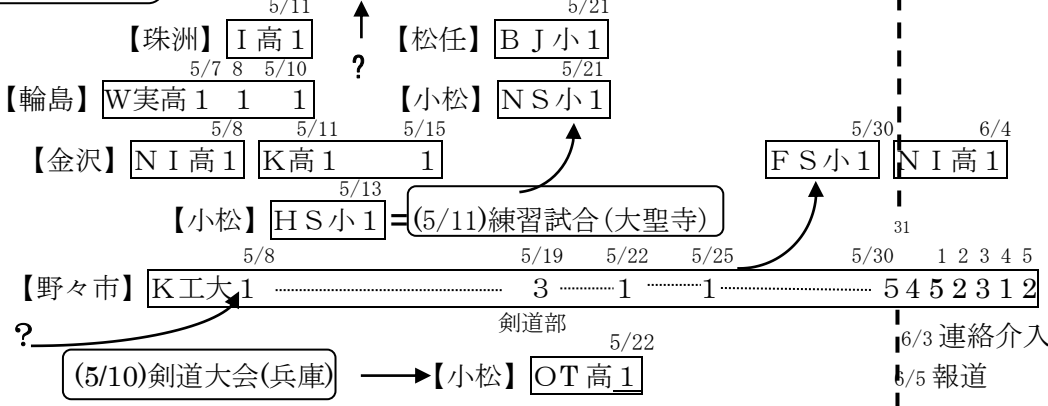 5/11 5/21
【珠洲】Ｉ高１ ? 【松任】ＢＪ小１
5/7 8 5/10 5/21
【輪島】Ｗ実高１ １ １ 【小松】ＮＳ小１
5/8 5/11 5/15 5/30 6/4
【金沢】ＮＩ高１ Ｋ高１ １ ＦＳ小１ ＮＩ高１
5/13
【小松】ＨＳ小１=(5/11)練習試合(大聖寺)
31
5/8 5/19 5/22 5/25 5/30 1 2 3 4 5
【野々市】Ｋ工大１ ３ １ １ ５４５２３１２
剣道部
? 6/3 連絡介入
5/22
(5/10)剣道大会(兵庫) 【小松】OT高１
6/5 報道